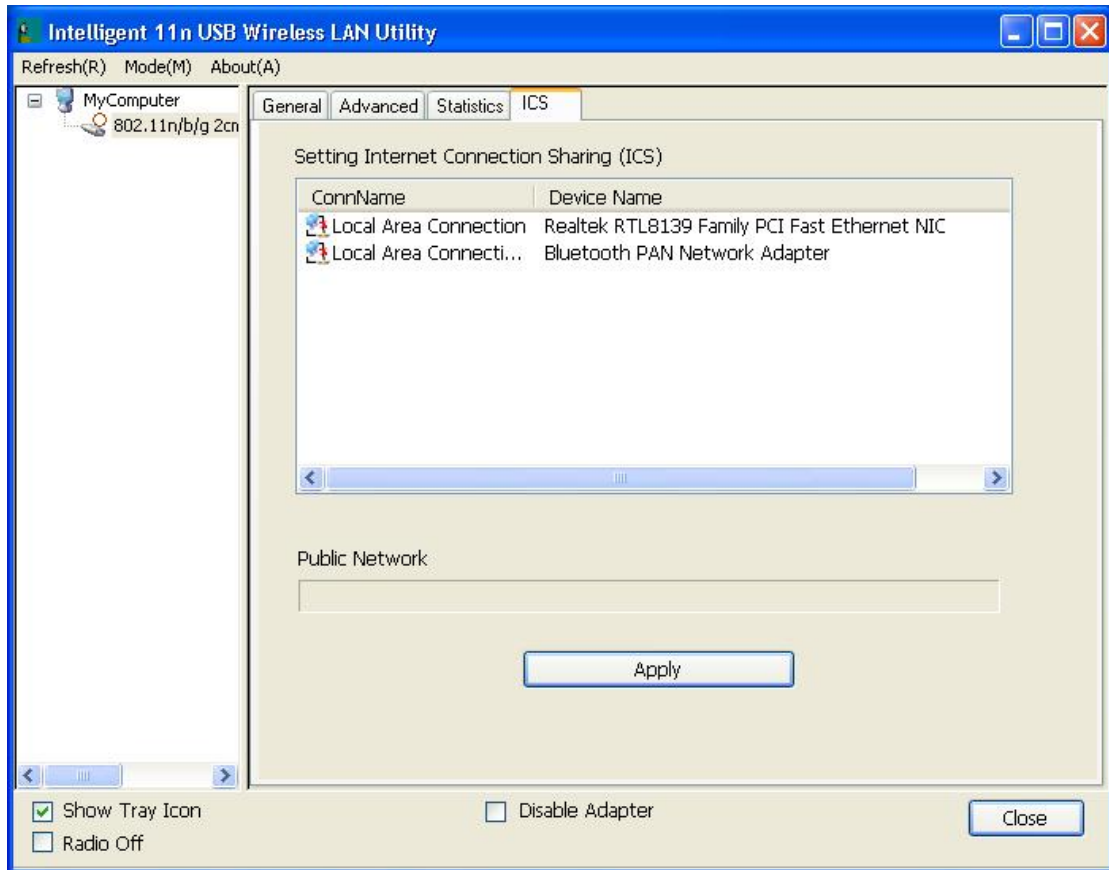 Intelligent 11n USB Wireless LAN Utility
Refresh(R) Mode(M) About(A)
MyComputer
802.11n/b/g 2cn
General Advanced Statistics ICS
Setting Internet Connection Sharing (ICS)
ConnName Device Name
Local Area Connection Realtek RTL8139 Family PCI Fast Ethernet NIC
Local Area Connecti... Bluetooth PAN Network Adapter
Public Network
Apply
Show Tray Icon Disable Adapter Close
Radio Off